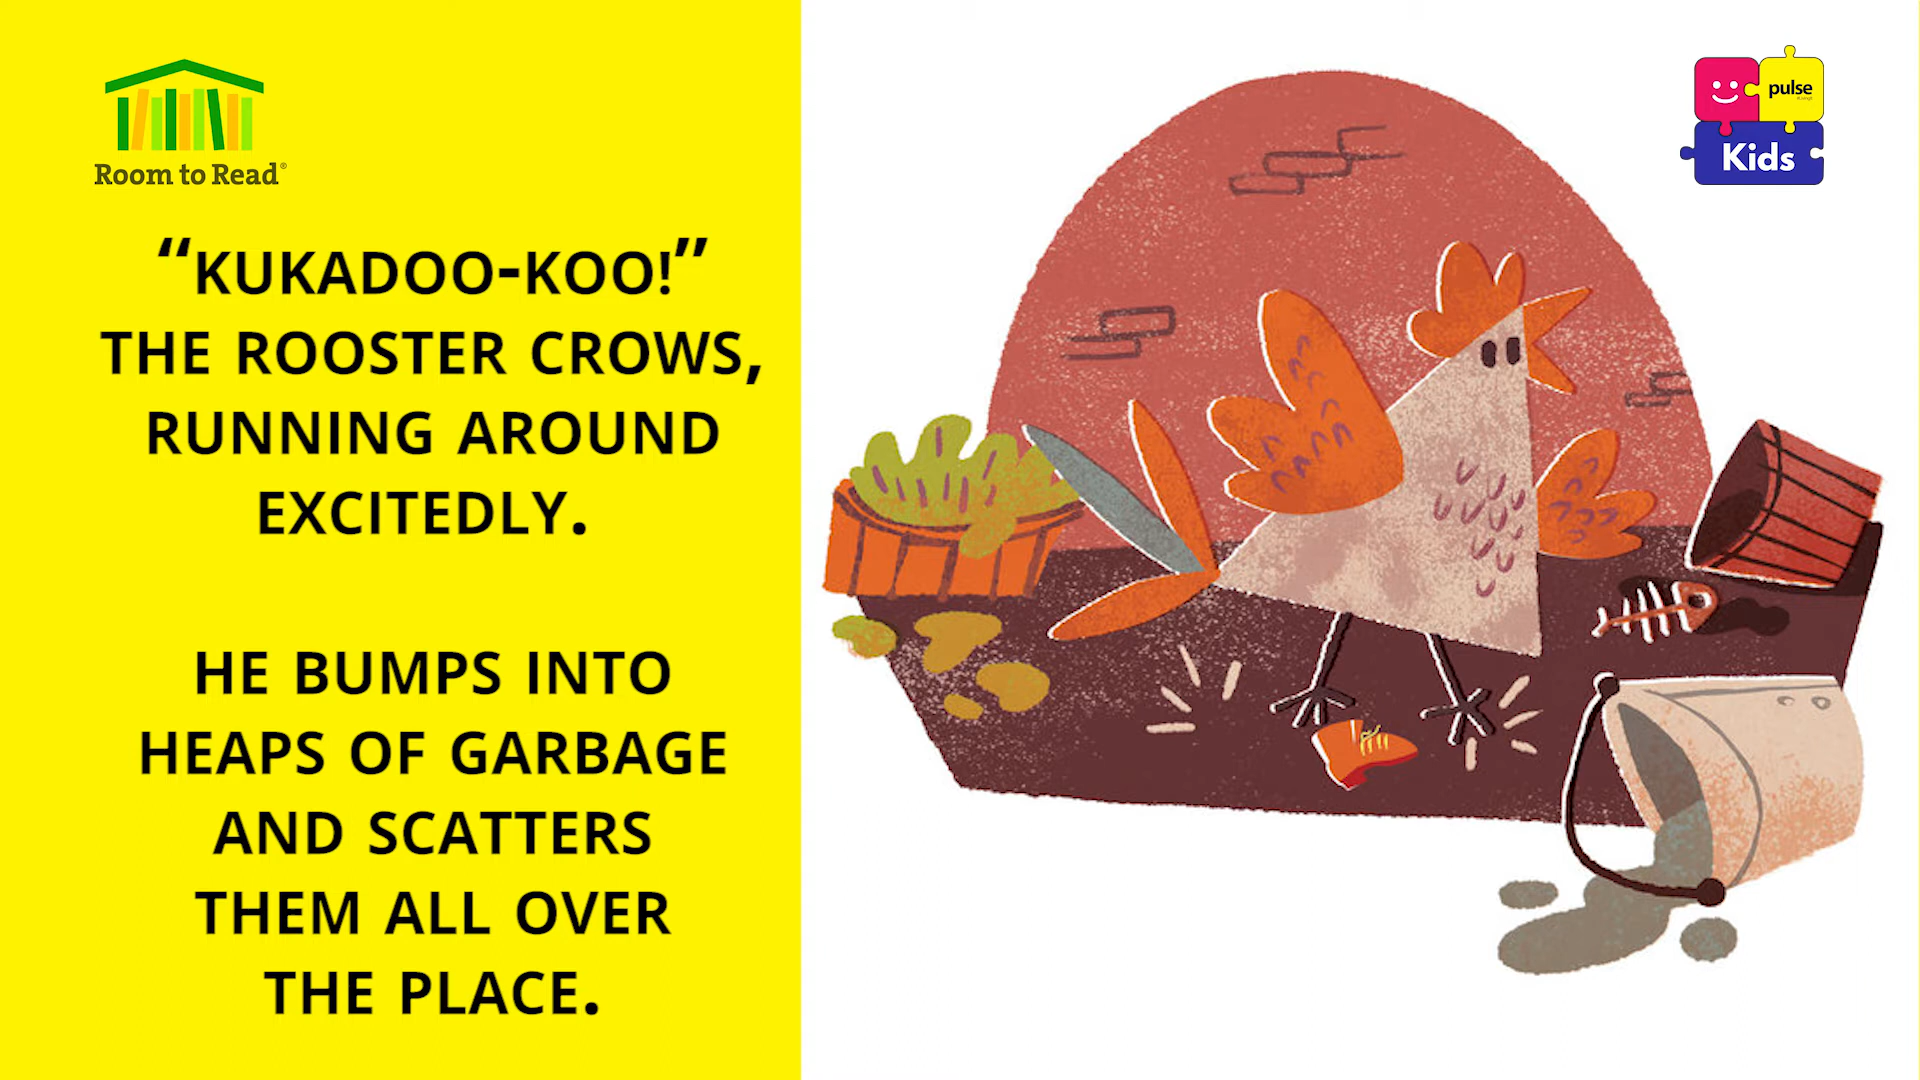 Room to Read®
“KUKADOO-KOO!”
THE ROOSTER CROWS,
RUNNING AROUND
EXCITEDLY.
HE BUMPS INTO
HEAPS OF GARBAGE
AND SCATTERS
THEM ALL OVER
THE PLACE.
pulse
Kids